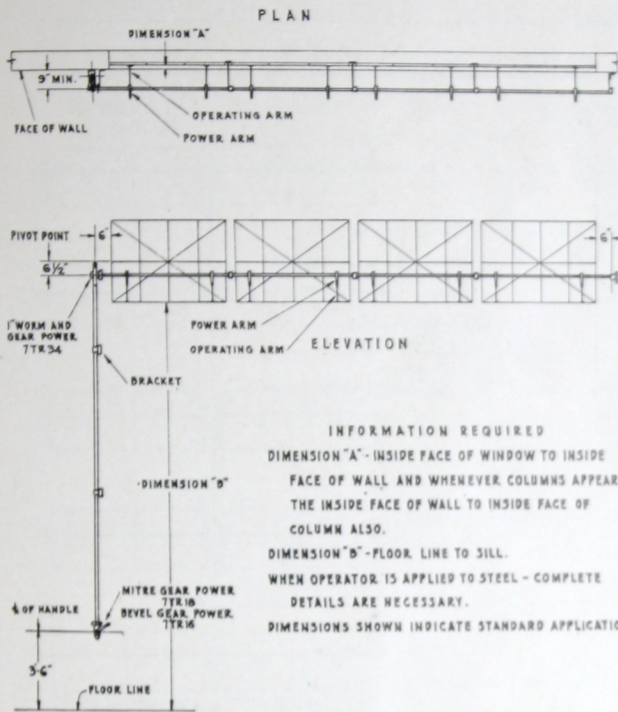 PLAN
DIMENSION "A"
9" MIN.
OPERATING ARM
FACE OF WALL
POWER ARM
PIVOT POINT
6"
6"
6 1/2"
1" WORM AND
GEAR POWER
7TR34
POWER ARM
OPERATING ARM
ELEVATION
BRACKET
INFORMATION REQUIRED
DIMENSION "A" - INSIDE FACE OF WINDOW TO INSIDE
FACE OF WALL AND WHENEVER COLUMNS APPEAR
THE INSIDE FACE OF WALL TO INSIDE FACE OF
COLUMN ALSO.
DIMENSION "B" - FLOOR LINE TO SILL.
WHEN OPERATOR IS APPLIED TO STEEL - COMPLETE
DETAILS ARE NECESSARY.
DIMENSIONS SHOWN INDICATE STANDARD APPLICATIO
DIMENSION "B"
MITRE GEAR POWER
7TR18
BEVEL GEAR POWER
7TR16
OF HANDLE
3'-6"
FLOOR LINE